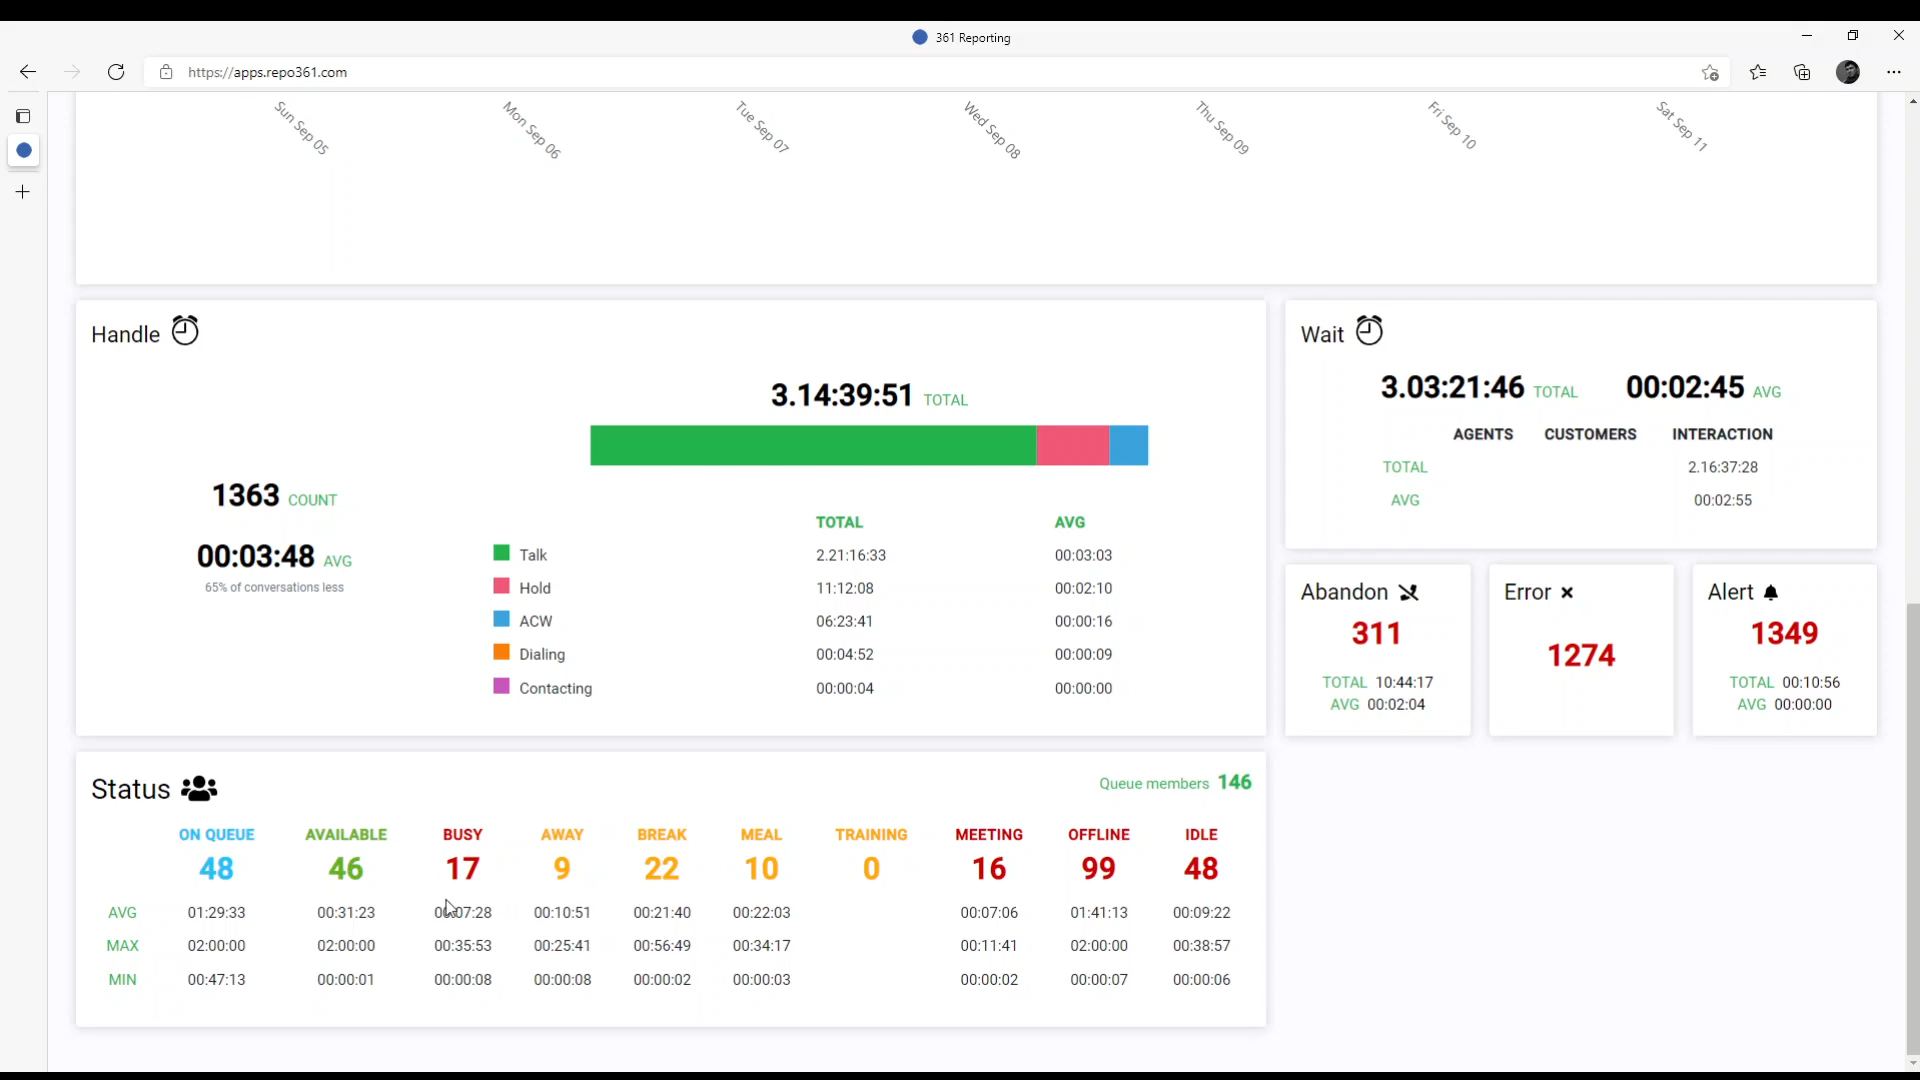 361 Reporting
https://apps.repo361.com
Sun Sep 05 Mon Sep 06 Tue Sep 07 Wed Sep 08 Thu Sep 09 Fri Sep 10 Sat Sep 11
Handle
3.14:39:51 TOTAL
1363 COUNT
00:03:48 AVG
65% of conversations less
TOTAL AVG
Talk 2.21:16:33 00:03:03
Hold 11:12:08 00:02:10
ACW 06:23:41 00:00:16
Dialing 00:04:52 00:00:09
Contacting 00:00:04 00:00:00
Wait
3.03:21:46 TOTAL 00:02:45 AVG
AGENTS CUSTOMERS INTERACTION
TOTAL 2.16:37:28
AVG 00:02:55
Abandon
311
TOTAL 10:44:17
AVG 00:02:04
Error
1274
Alert
1349
TOTAL 00:10:56
AVG 00:00:00
Status
Queue members 146
ON QUEUE AVAILABLE BUSY AWAY BREAK MEAL TRAINING MEETING OFFLINE IDLE
48 46 17 9 22 10 0 16 99 48
AVG 01:29:33 00:31:23 00:07:28 00:10:51 00:21:40 00:22:03 00:07:06 01:41:13 00:09:22
MAX 02:00:00 02:00:00 00:35:53 00:25:41 00:56:49 00:34:17 00:11:41 02:00:00 00:38:57
MIN 00:47:13 00:00:01 00:00:08 00:00:08 00:00:02 00:00:03 00:00:02 00:00:07 00:00:06